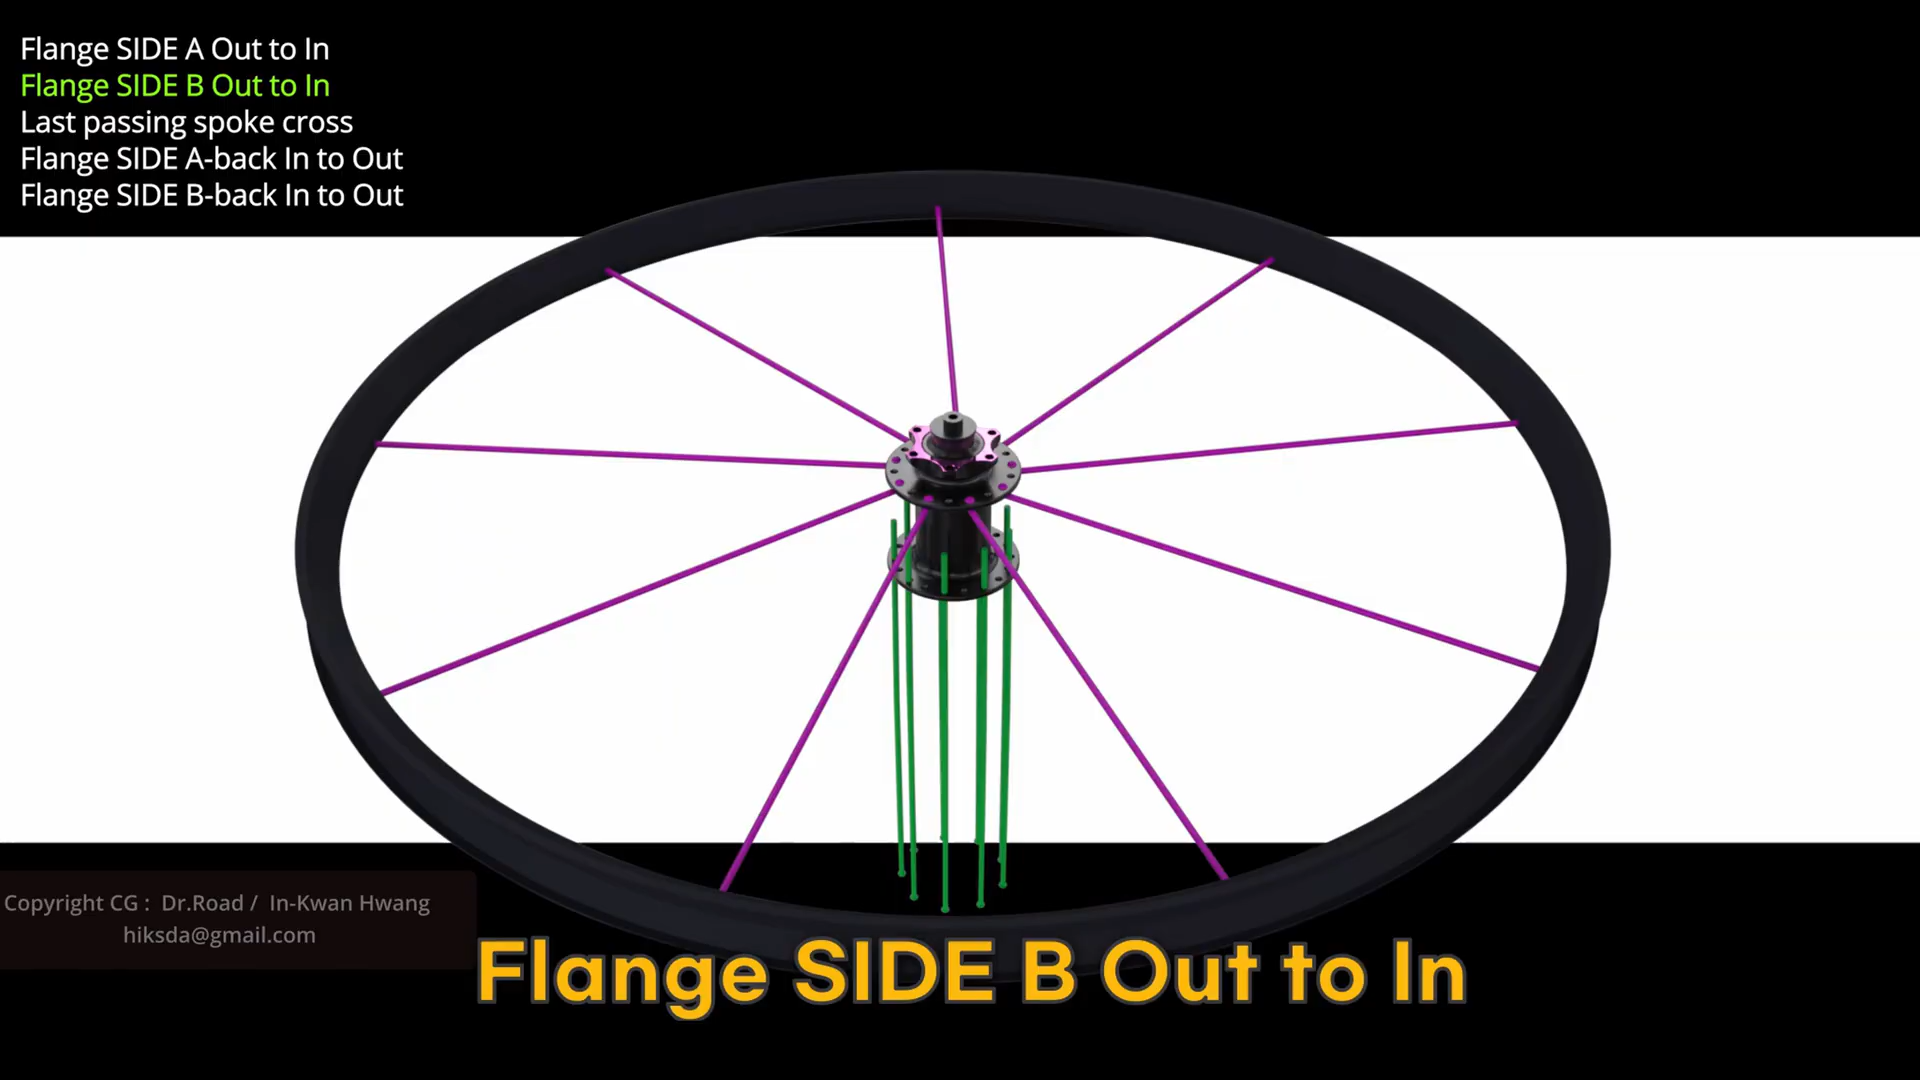 Flange SIDE A Out to In
Flange SIDE B Out to In
Last passing spoke cross
Flange SIDE A-back In to Out
Flange SIDE B-back In to Out
Copyright CG : Dr.Road / In-Kwan Hwang
hiksda@gmail.com
Flange SIDE B Out to In